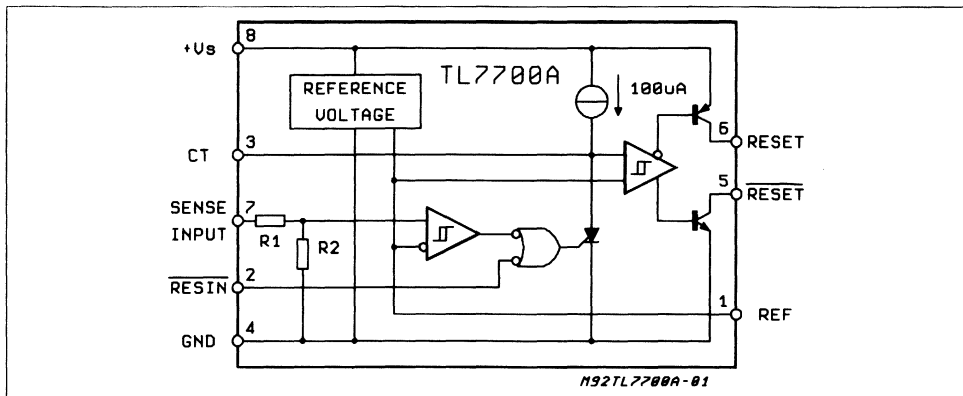 8
+Vs
TL7700A
REFERENCE
VOLTAGE
100uA
6
RESET
3
CT
5
RESET
SENSE
7
INPUT
R1
R2
2
RESIN
1
REF
4
GND
M92TL7700A-01